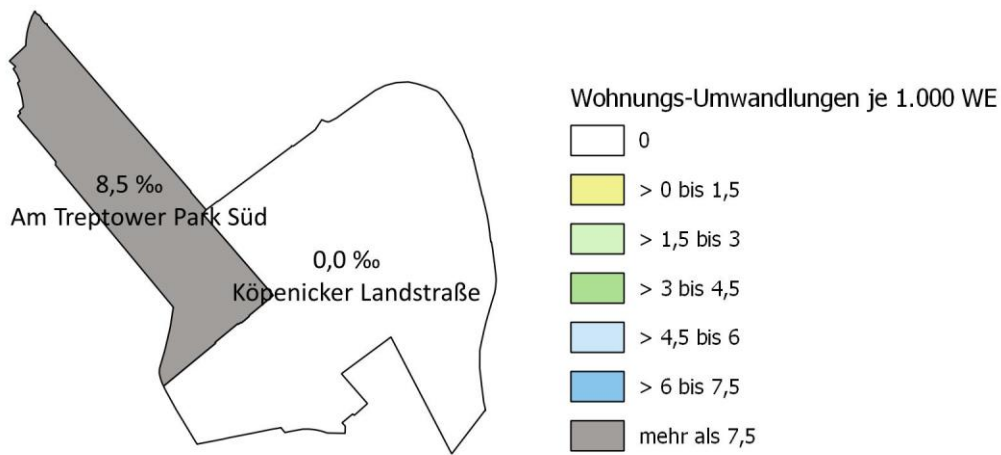 8,5 ‰
Am Treptower Park Süd
0,0 ‰
Köpenicker Landstraße
Wohnungs-Umwandlungen je 1.000 WE
0
> 0 bis 1,5
> 1,5 bis 3
> 3 bis 4,5
> 4,5 bis 6
> 6 bis 7,5
mehr als 7,5